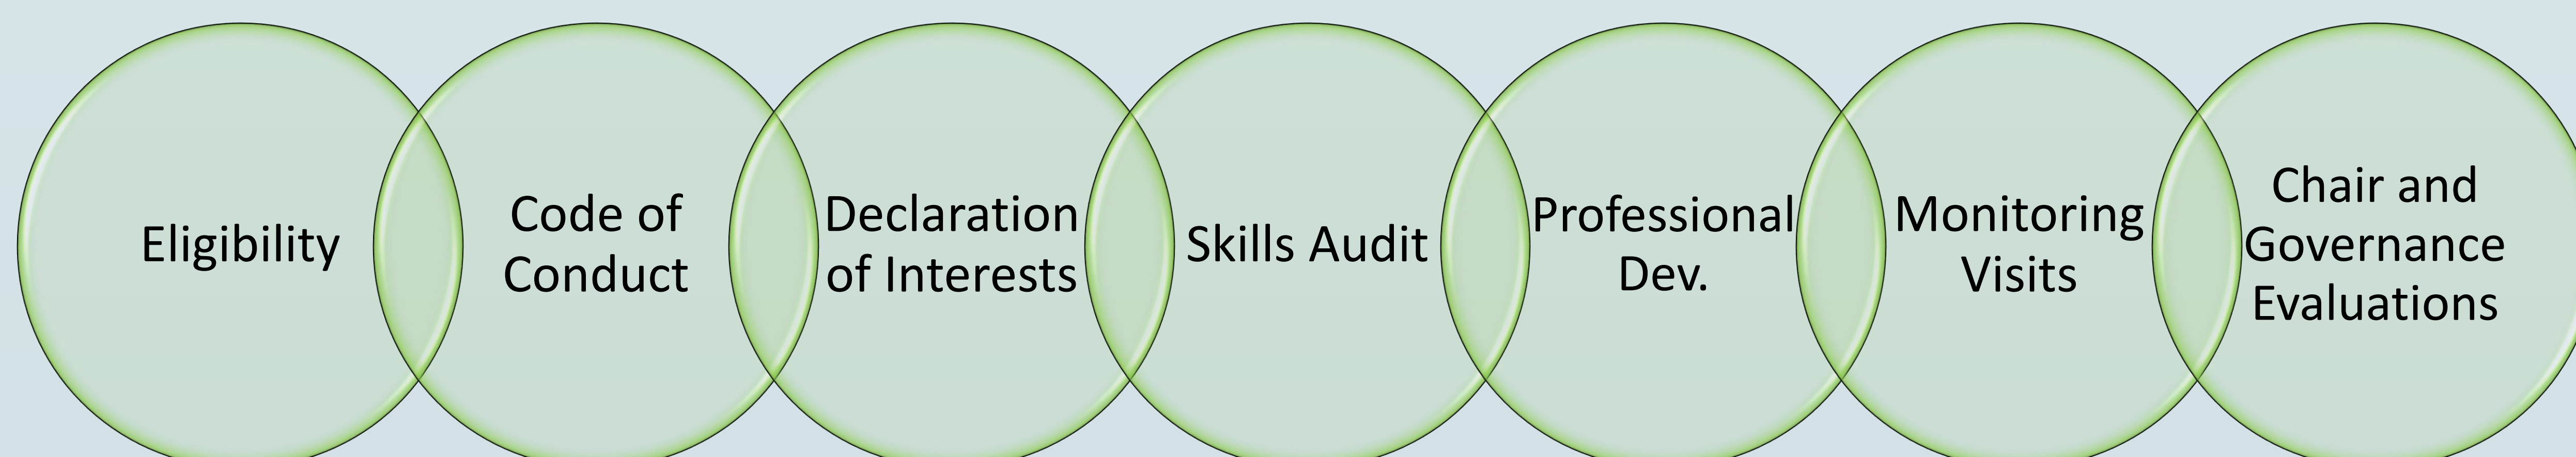 Eligibility
Code of
Conduct
Declaration
of Interests
Skills Audit
Professional
Dev.
Monitoring
Visits
Chair and
Governance
Evaluations